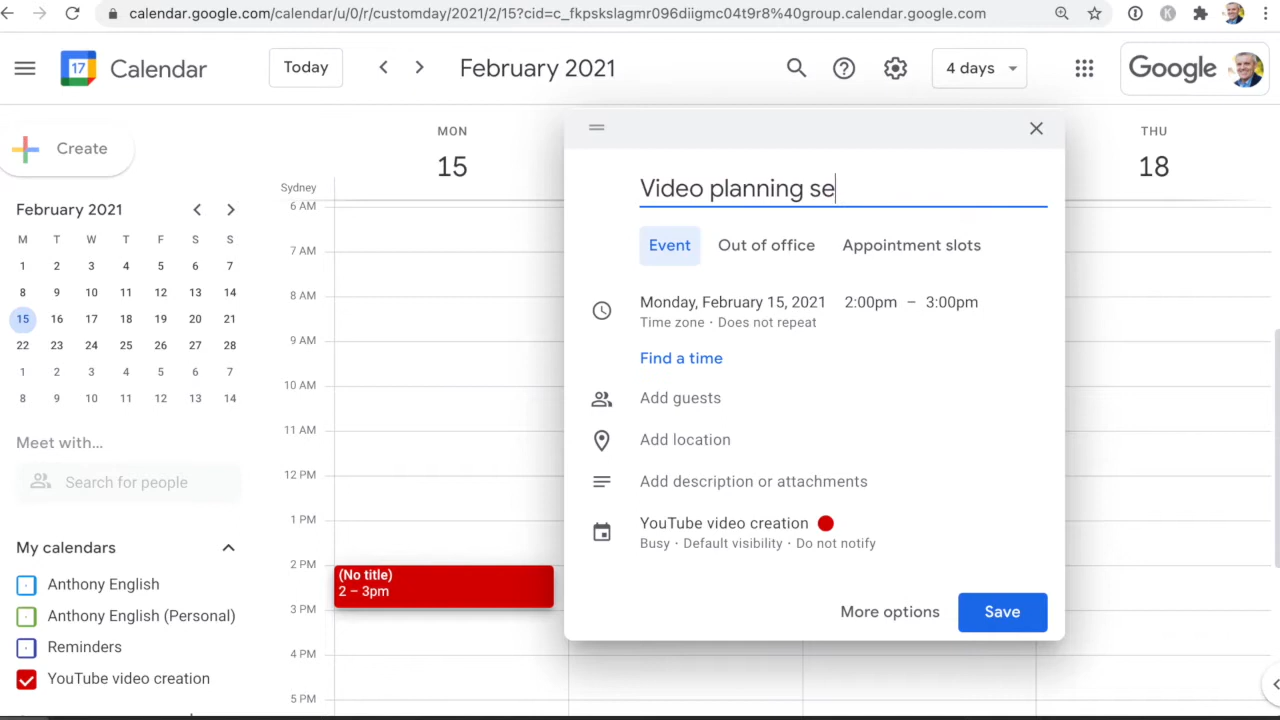 calendar.google.com/calendar/u/0/r/customday/2021/2/15?cid=c_fkpskslagmr096diigmc04t9r8%40group.calendar.google.com
17 Calendar Today February 2021 4 days Google
Create
MON
15
THU
18
February 2021
M T W T F S S
1 2 3 4 5 6 7
8 9 10 11 12 13 14
15 16 17 18 19 20 21
22 23 24 25 26 27 28
1 2 3 4 5 6 7
8 9 10 11 12 13 14
Meet with...
Search for people
My calendars
Anthony English
Anthony English (Personal)
Reminders
YouTube video creation
Sydney
6 AM
7 AM
8 AM
9 AM
10 AM
11 AM
12 PM
1 PM
2 PM
3 PM
4 PM
5 PM
(No title)
2 – 3pm
Video planning se
Event Out of office Appointment slots
Monday, February 15, 2021 2:00pm – 3:00pm
Time zone · Does not repeat
Find a time
Add guests
Add location
Add description or attachments
YouTube video creation
Busy · Default visibility · Do not notify
More options Save